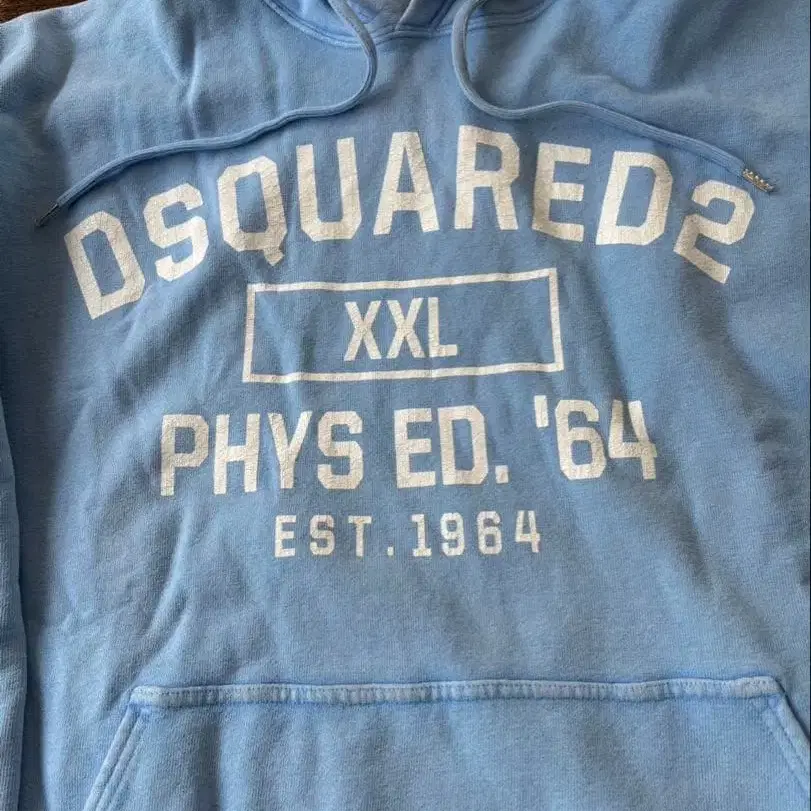 DSQUARED2
XXL
PHYS ED. '64
EST.1964